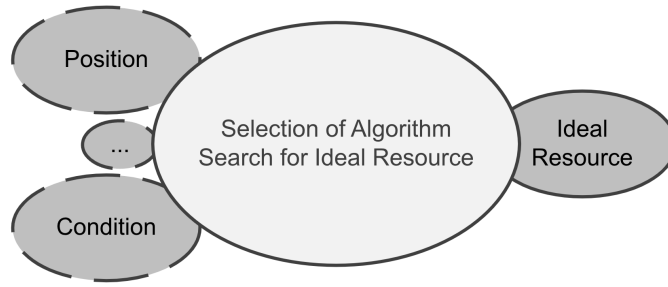 Position
...
Condition
Selection of Algorithm
Search for Ideal Resource
Ideal
Resource